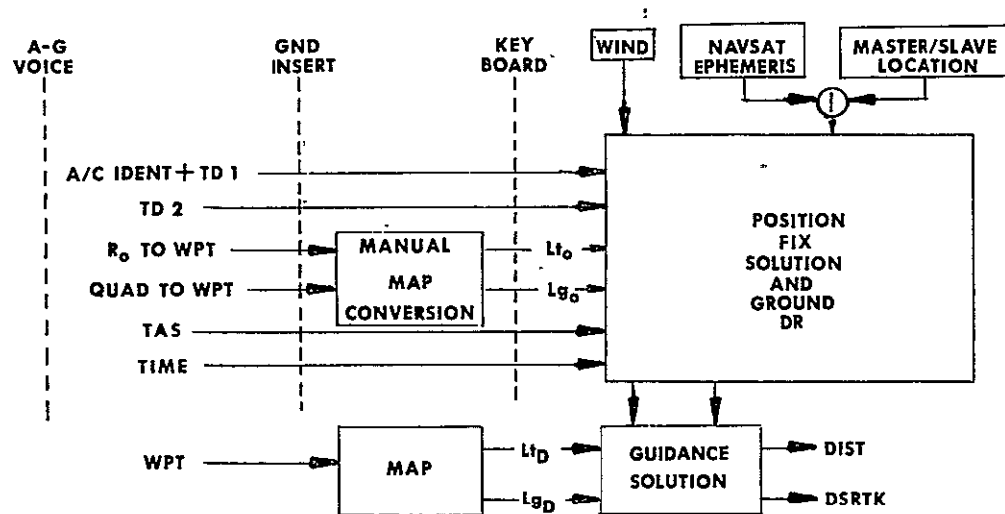 A-G
VOICE
GND
INSERT
KEY
BOARD
WIND
NAVSAT
EPHEMERIS
MASTER/SLAVE
LOCATION
A/C IDENT + TD 1
TD 2
R₀ TO WPT
QUAD TO WPT
TAS
TIME
MANUAL
MAP
CONVERSION
Lt₀
Lg₀
POSITION
FIX
SOLUTION
AND
GROUND
DR
WPT
MAP
Lt_D
Lg_D
GUIDANCE
SOLUTION
DIST
DSRTK